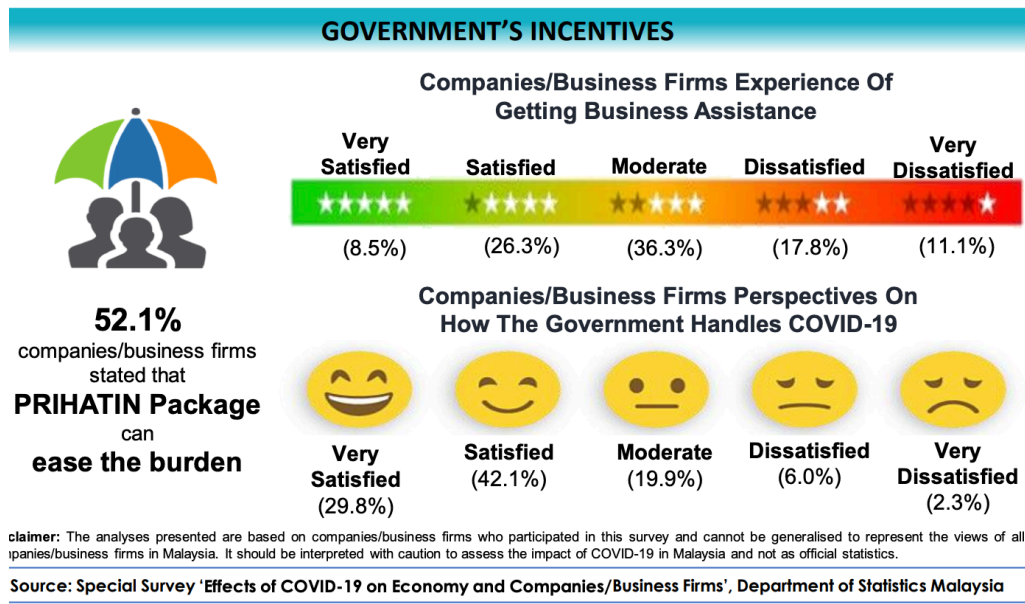 GOVERNMENT'S INCENTIVES
Companies/Business Firms Experience Of
Getting Business Assistance
Very
Satisfied
Satisfied
Moderate
Dissatisfied
Very
Dissatisfied
(8.5%)
(26.3%)
(36.3%)
(17.8%)
(11.1%)
52.1%
companies/business firms
stated that
PRIHATIN Package
can
ease the burden
Companies/Business Firms Perspectives On
How The Government Handles COVID-19
Very
Satisfied
(29.8%)
Satisfied
(42.1%)
Moderate
(19.9%)
Dissatisfied
(6.0%)
Very
Dissatisfied
(2.3%)
claimer: The analyses presented are based on companies/business firms who participated in this survey and cannot be generalised to represent the views of all
npanies/business firms in Malaysia. It should be interpreted with caution to assess the impact of COVID-19 in Malaysia and not as official statistics.
Source: Special Survey 'Effects of COVID-19 on Economy and Companies/Business Firms', Department of Statistics Malaysia